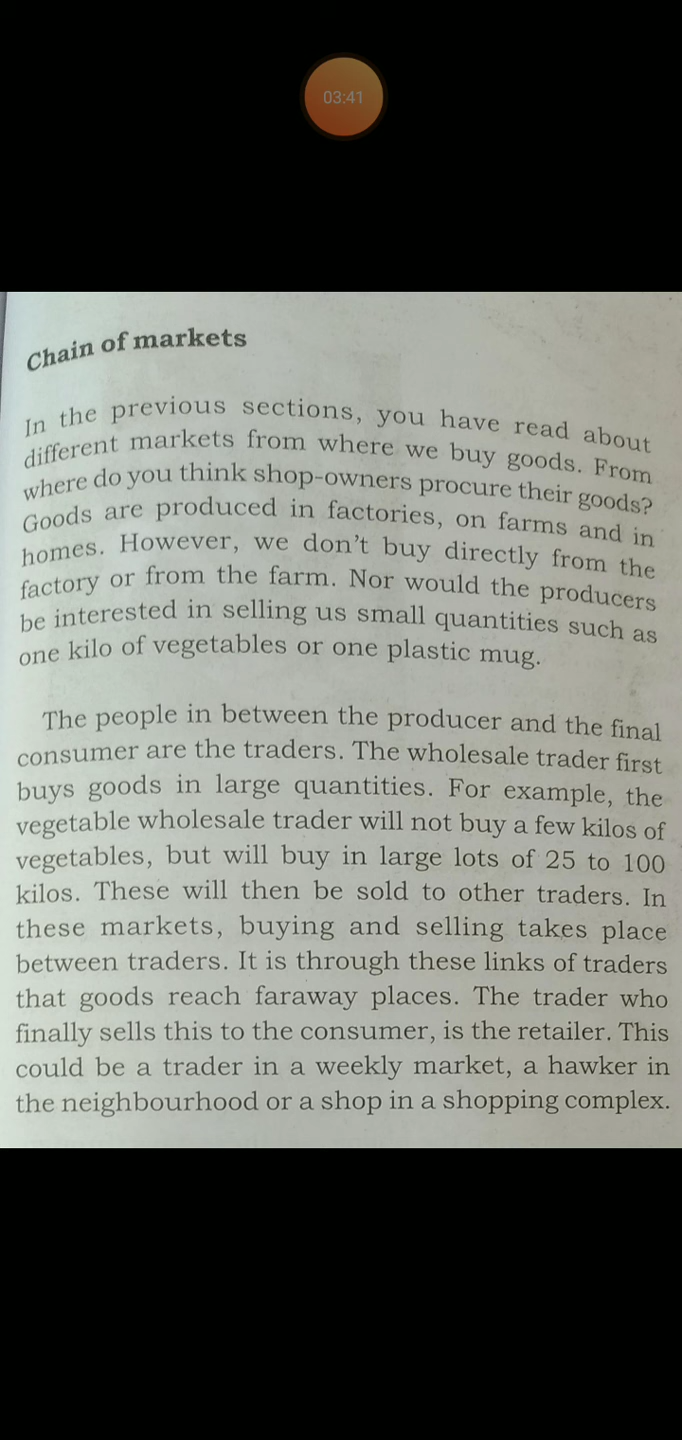 03:41
Chain of markets
In the previous sections, you have read about
different markets from where we buy goods. From
where do you think shop-owners procure their goods?
Goods are produced in factories, on farms and in
homes. However, we don't buy directly from the
factory or from the farm. Nor would the producers
be interested in selling us small quantities such as
one kilo of vegetables or one plastic mug.
The people in between the producer and the final
consumer are the traders. The wholesale trader first
buys goods in large quantities. For example, the
vegetable wholesale trader will not buy a few kilos of
vegetables, but will buy in large lots of 25 to 100
kilos. These will then be sold to other traders. In
these markets, buying and selling takes place
between traders. It is through these links of traders
that goods reach faraway places. The trader who
finally sells this to the consumer, is the retailer. This
could be a trader in a weekly market, a hawker in
the neighbourhood or a shop in a shopping complex.